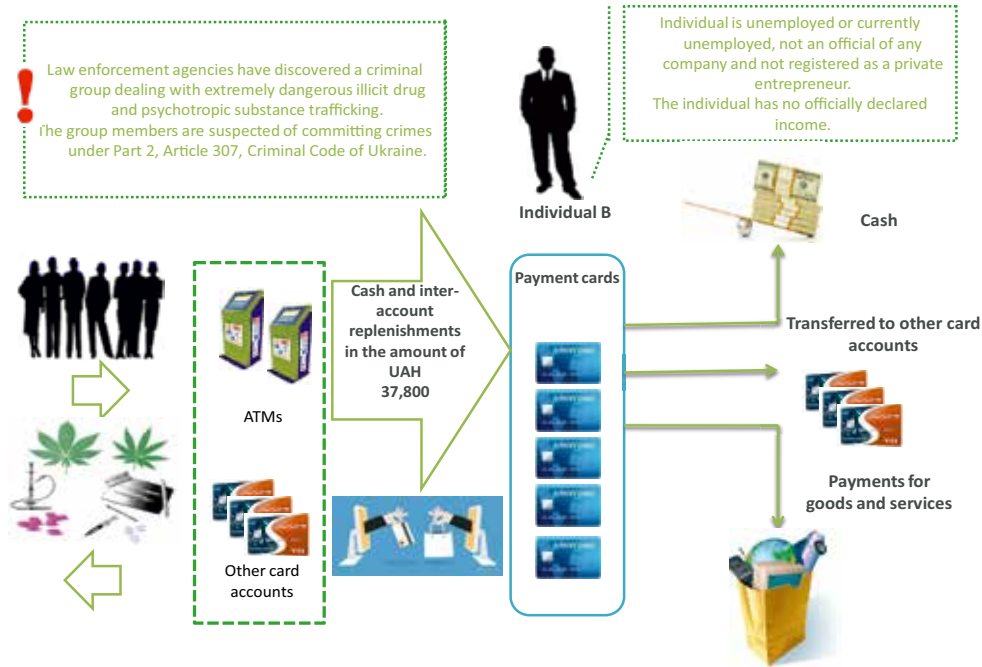 Law enforcement agencies have discovered a criminal
group dealing with extremely dangerous illicit drug
and psychotropic substance trafficking.
The group members are suspected of committing crimes
under Part 2, Article 307, Criminal Code of Ukraine.
Individual is unemployed or currently
unemployed, not an official of any
company and not registered as a private
entrepreneur.
The individual has no officially declared
income.
Individual B
Cash
Payment cards
Cash and inter-
account
replenishments
in the amount of
UAH
37,800
Transferred to other card
accounts
ATMs
Payments for
goods and services
Other card
accounts